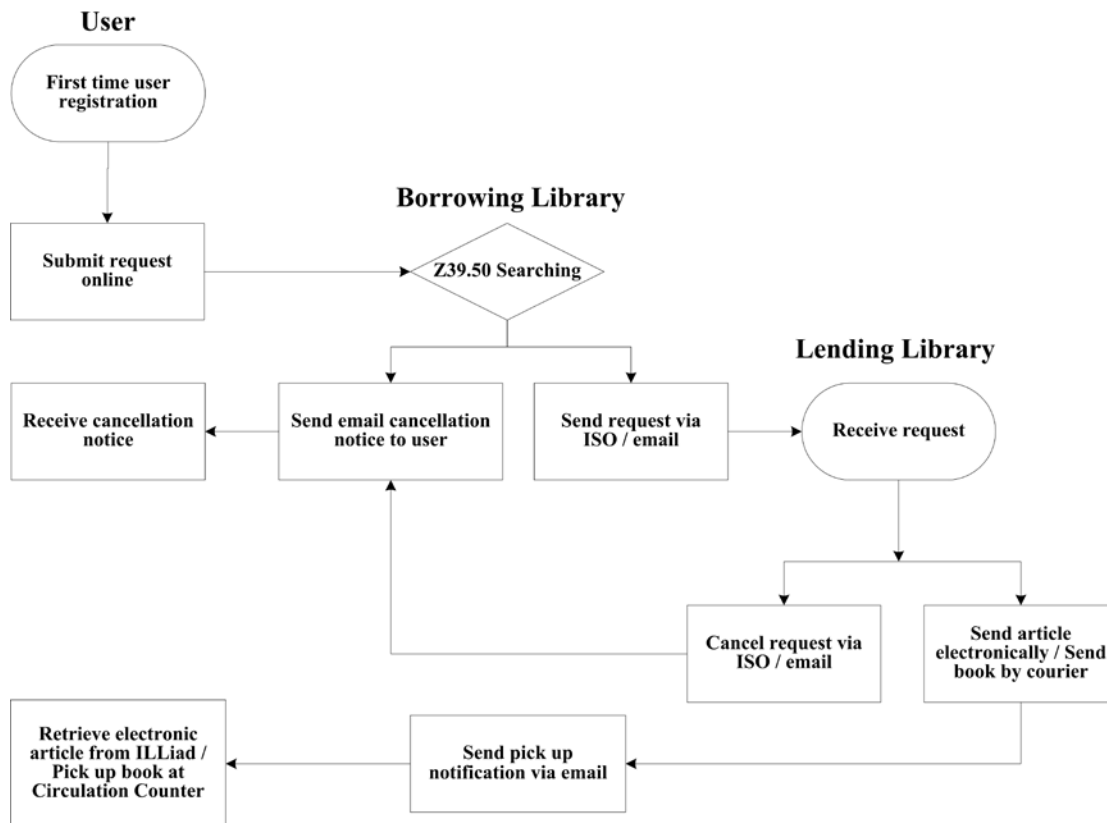 User
First time user
registration
Borrowing Library
Submit request
online
Z39.50 Searching
Lending Library
Receive cancellation
notice
Send email cancellation
notice to user
Send request via
ISO / email
Receive request
Cancel request via
ISO / email
Send article
electronically / Send
book by courier
Retrieve electronic
article from ILLiad /
Pick up book at
Circulation Counter
Send pick up
notification via email